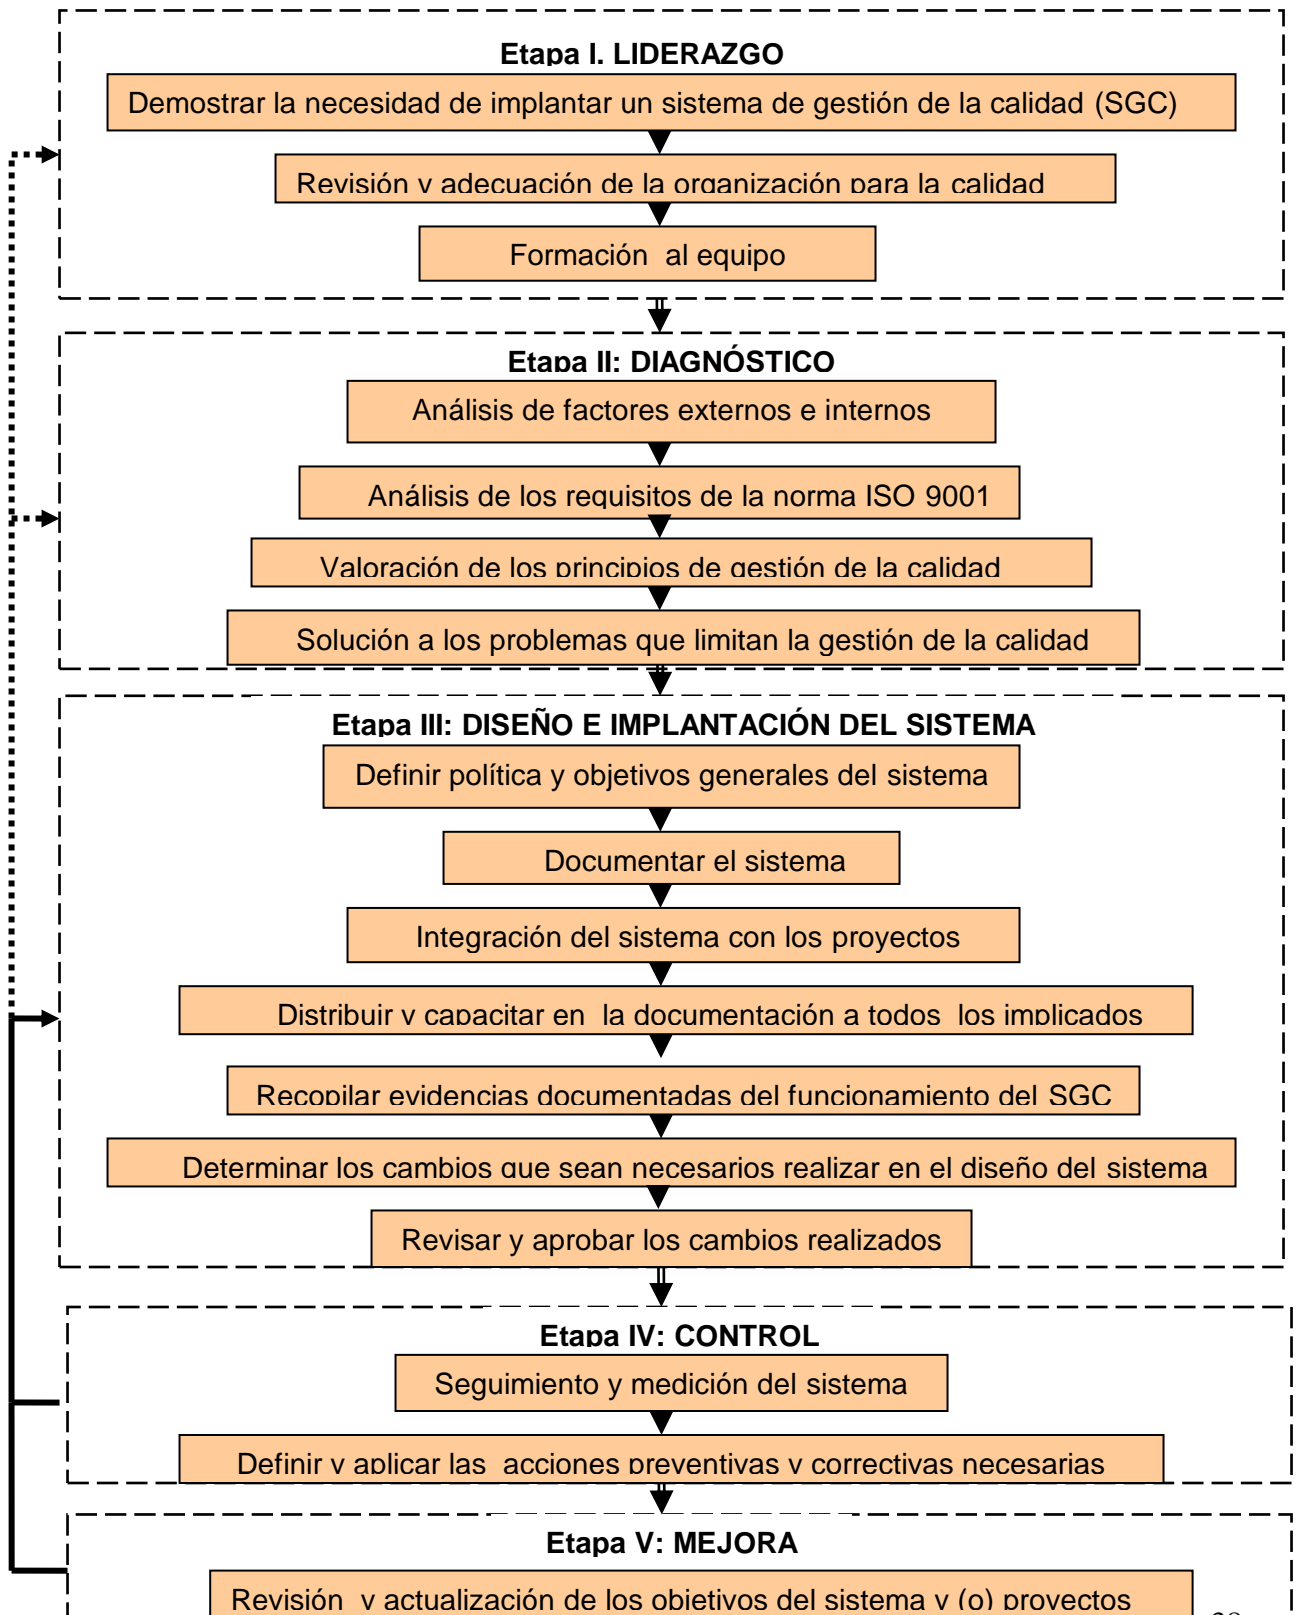 Etapa I. LIDERAZGO
Demostrar la necesidad de implantar un sistema de gestión de la calidad (SGC)
Revisión y adecuación de la organización para la calidad
Formación al equipo
Etapa II: DIAGNÓSTICO
Análisis de factores externos e internos
Análisis de los requisitos de la norma ISO 9001
Valoración de los principios de gestión de la calidad
Solución a los problemas que limitan la gestión de la calidad
Etapa III: DISEÑO E IMPLANTACIÓN DEL SISTEMA
Definir política y objetivos generales del sistema
Documentar el sistema
Integración del sistema con los proyectos
Distribuir y capacitar en la documentación a todos los implicados
Recopilar evidencias documentadas del funcionamiento del SGC
Determinar los cambios que sean necesarios realizar en el diseño del sistema
Revisar y aprobar los cambios realizados
Etapa IV: CONTROL
Seguimiento y medición del sistema
Definir y aplicar las acciones preventivas y correctivas necesarias
Etapa V: MEJORA
Revisión y actualización de los objetivos del sistema y (o) proyectos